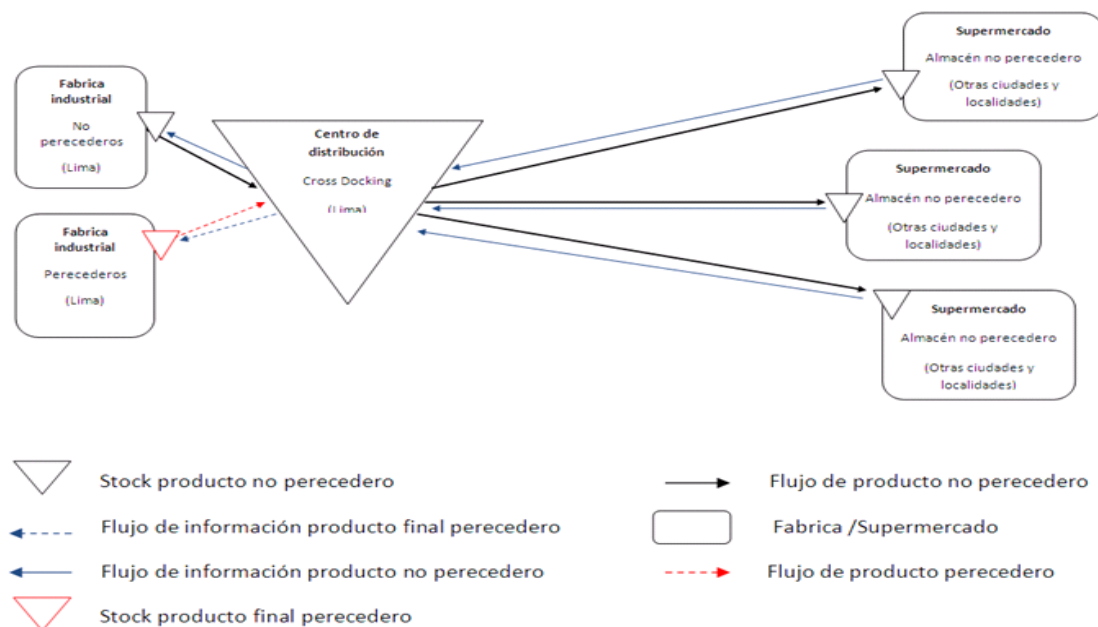 Fabrica
industrial
No
perecederos
(Lima)
Fabrica
industrial
Perecederos
(Lima)
Centro de
distribución
Cross Docking
(Lima)
Supermercado
Almacén no perecedero
(Otras ciudades y
localidades)
Supermercado
Almacén no perecedero
(Otras ciudades y
localidades)
Supermercado
Almacén no perecedero
(Otras ciudades y
localidades)
Stock producto no perecedero
Flujo de información producto final perecedero
Flujo de información producto no perecedero
Stock producto final perecedero
Flujo de producto no perecedero
Fabrica /Supermercado
Flujo de producto perecedero